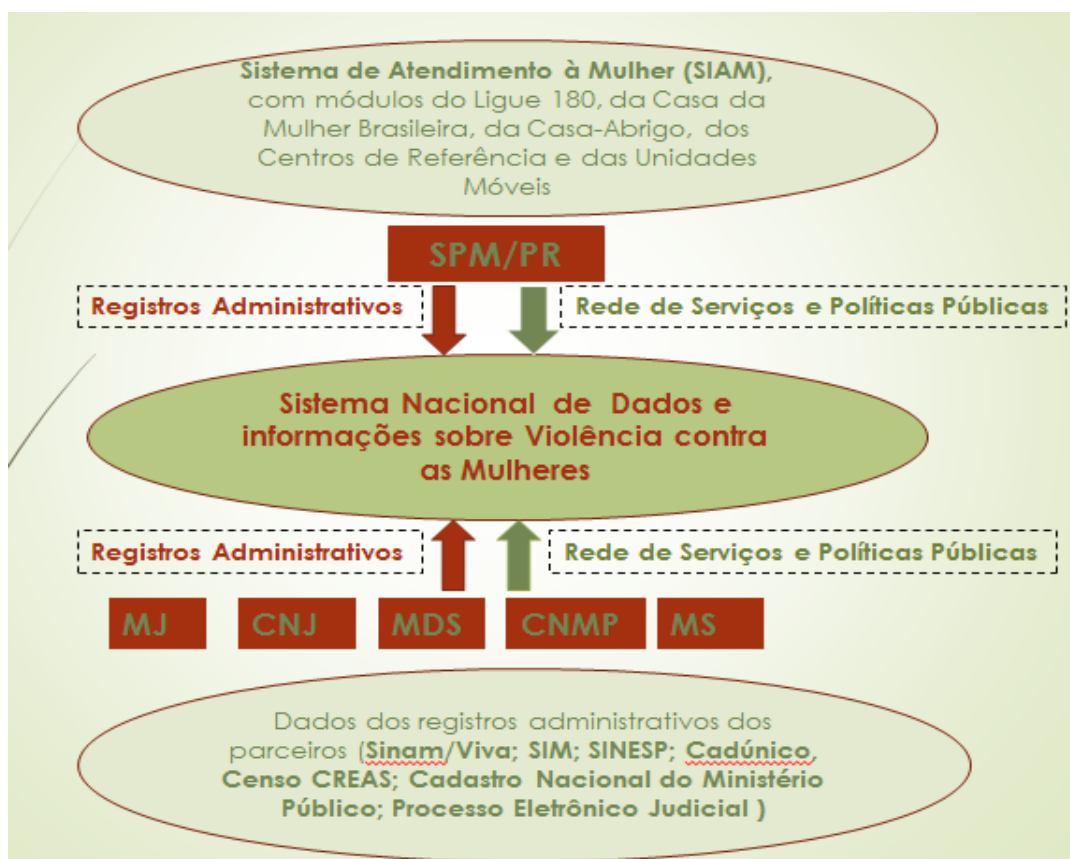 Sistema de Atendimento à Mulher (SIAM),
com módulos do Ligue 180, da Casa da
Mulher Brasileira, da Casa-Abrigo, dos
Centros de Referência e das Unidades
Móveis
SPM/PR
Registros Administrativos
Rede de Serviços e Políticas Públicas
Sistema Nacional de Dados e
informações sobre Violência contra
as Mulheres
Registros Administrativos
Rede de Serviços e Políticas Públicas
MJ
CNJ
MDS
CNMP
MS
Dados dos registros administrativos dos
parceiros (Sinam/Viva; SIM; SINESP; Cadúnico,
Censo CREAS; Cadastro Nacional do Ministério
Público; Processo Eletrônico Judicial )